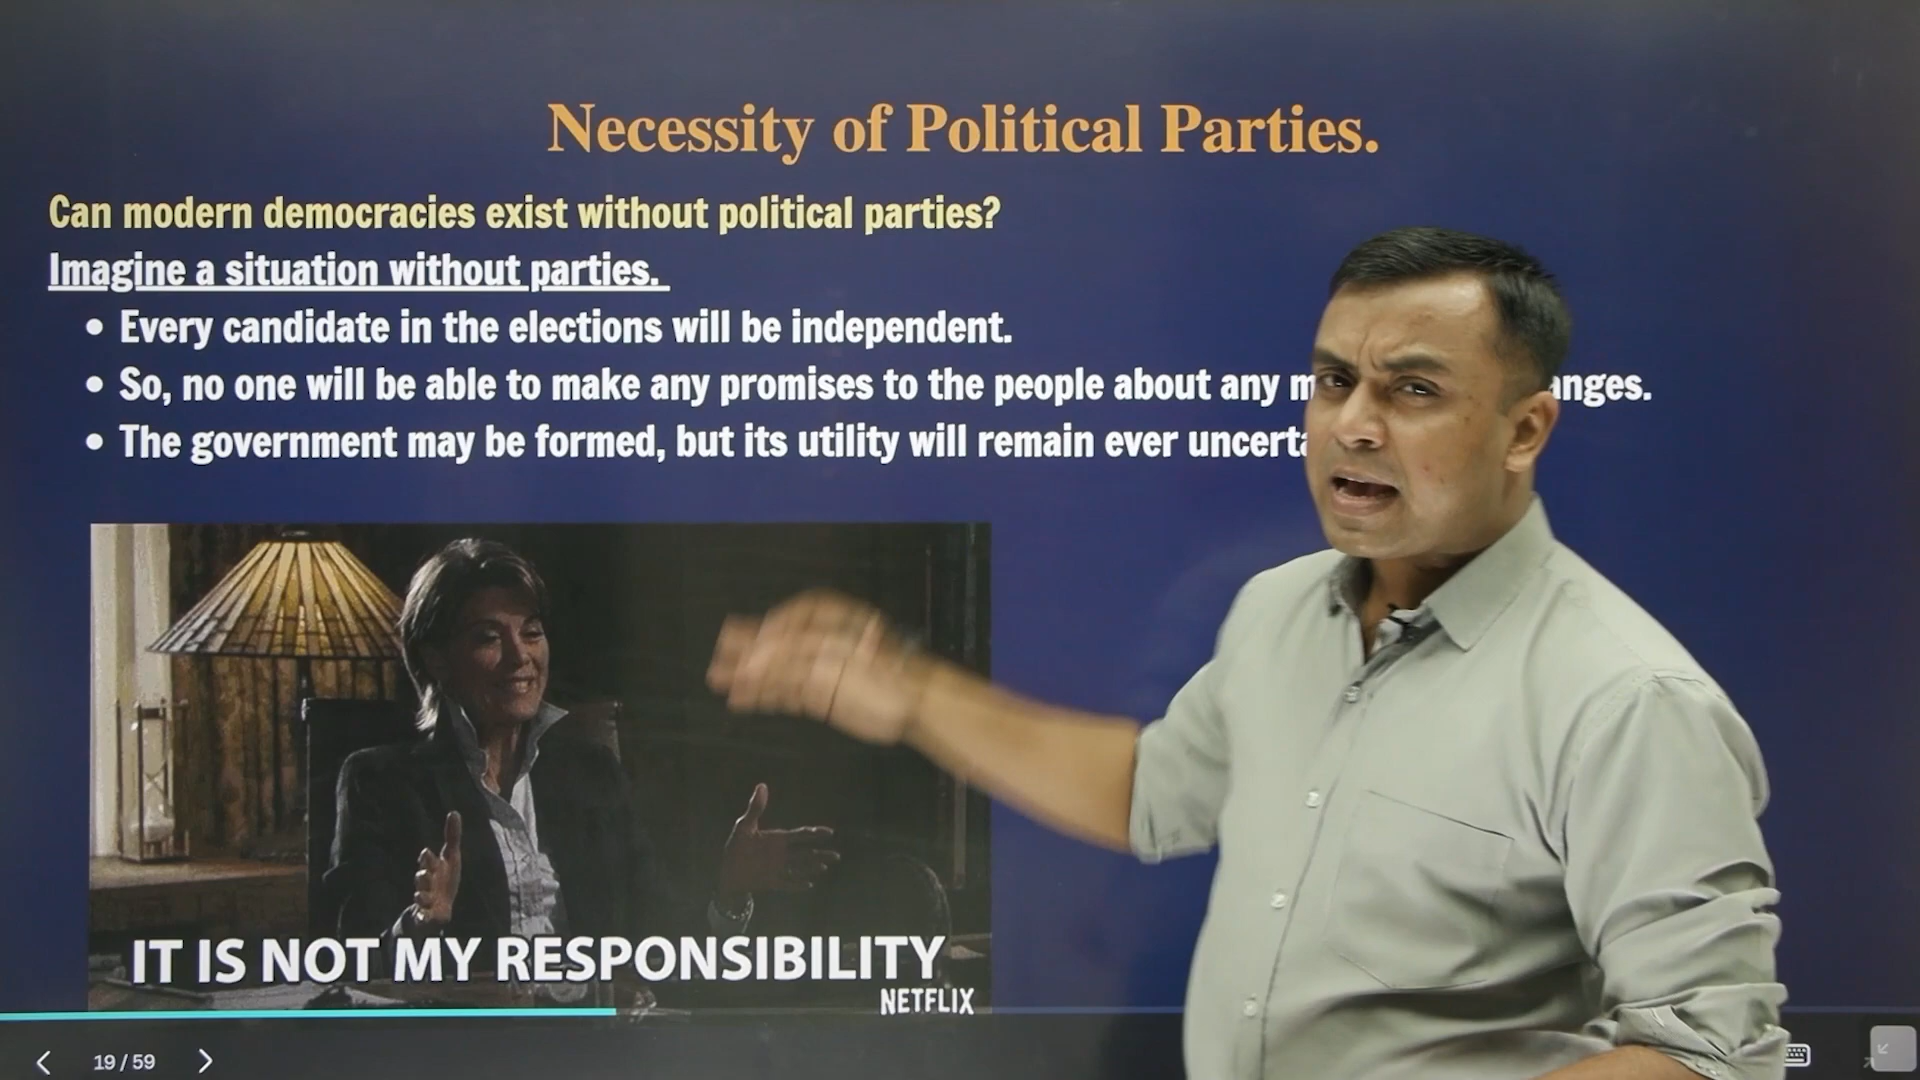 Necessity of Political Parties.
Can modern democracies exist without political parties?
Imagine a situation without parties.
• Every candidate in the elections will be independent.
• So, no one will be able to make any promises to the people about any
• The government may be formed, but its utility will remain ever
IT IS NOT MY RESPONSIBILITY
NETFLIX
19 / 59